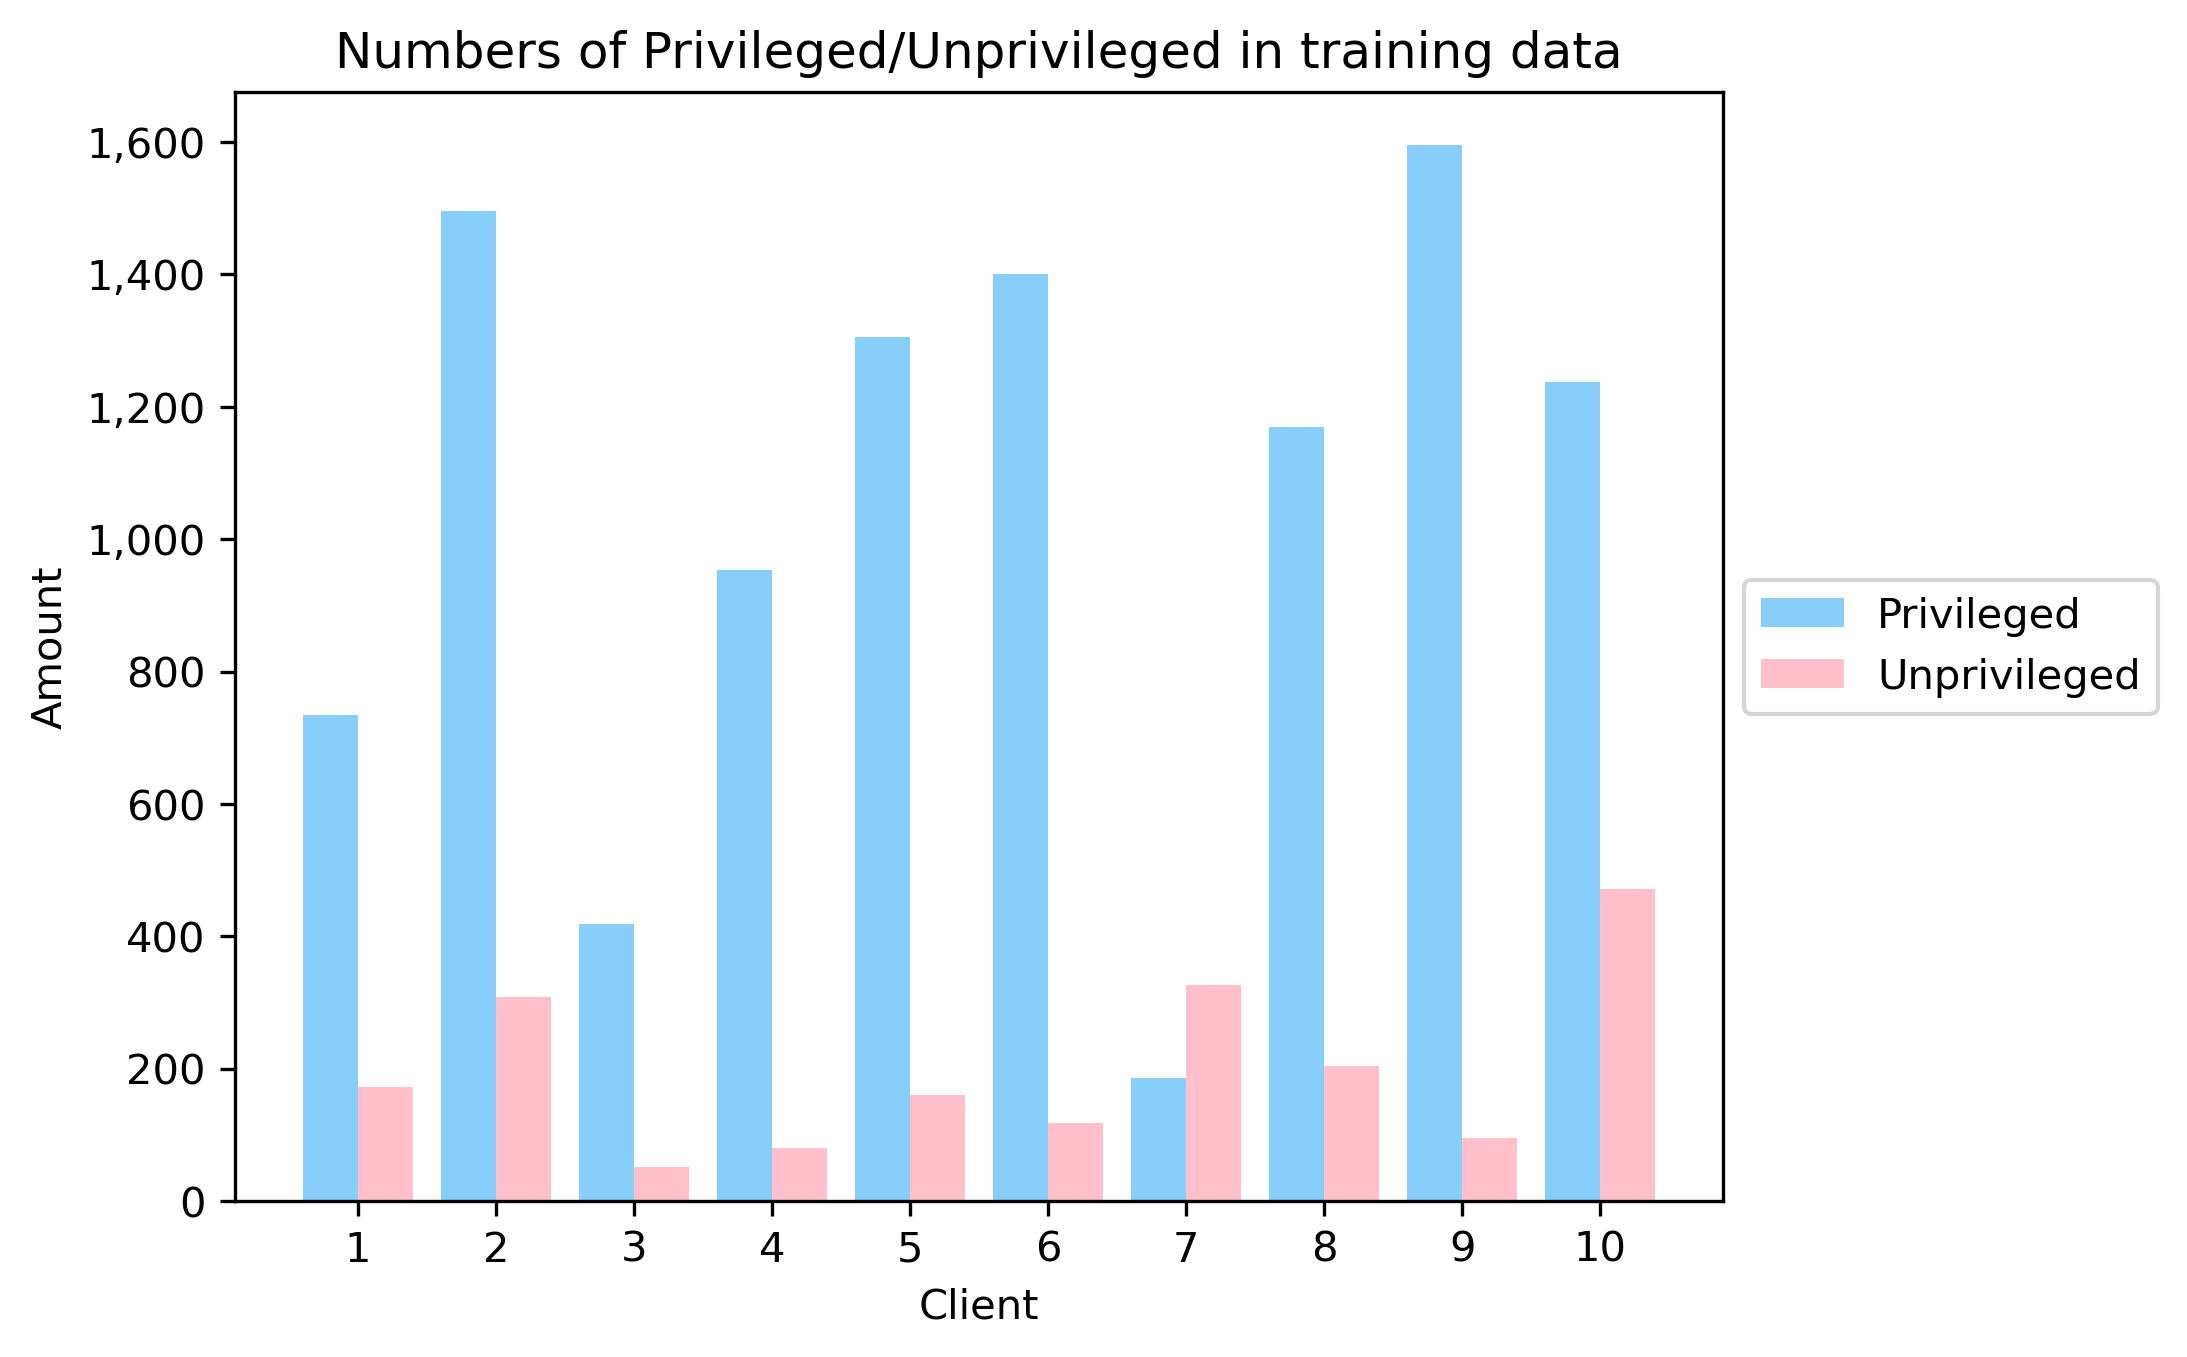 Numbers of Privileged/Unprivileged in training data
1,600
1,400
1,200
1,000
800
600
400
200
0
Amount
1 2 3 4 5 6 7 8 9 10
Client
Privileged
Unprivileged